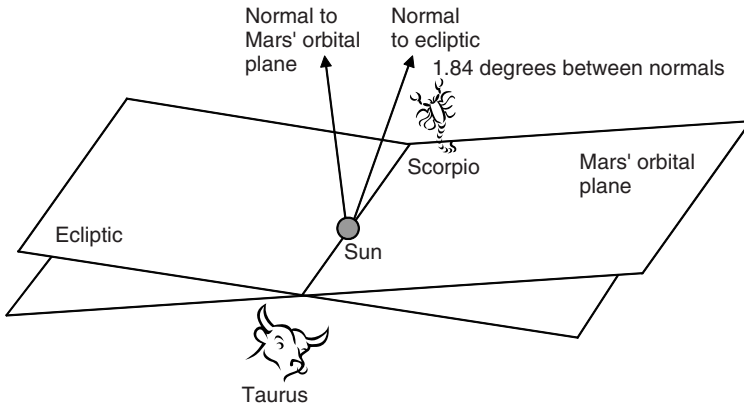 Normal to
Mars' orbital
plane
Normal
to ecliptic
1.84 degrees between normals
Scorpio
Mars' orbital
plane
Ecliptic
Sun
Taurus